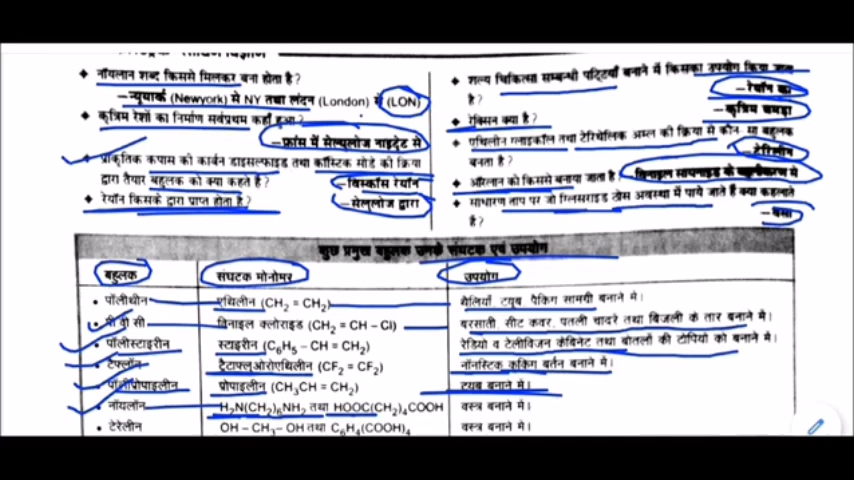 ◆ नॉयलान शब्द किससे मिलकर बना होता है?
–न्यूयार्क (Newyork) से NY तथा लंदन (London) से (LON)
◆ कृत्रिम रेशों का निर्माण सर्वप्रथम कहाँ हुआ?
–फ्रांस में सेल्युलोज नाइट्रेट से
◆ प्राकृतिक कपास की कार्बन डाइसल्फाइड तथा कॉस्टिक सोडे की क्रिया
द्वारा तैयार बहुलक को क्या कहते है?
–विस्कॉस रेयॉन
◆ रेयॉन किसके द्वारा प्राप्त होता है?
–सेलूलोज द्वारा
◆ शल्य चिकित्सा सम्बन्धी पट्टियाँ बनाने में किसका उपयोग किया जाता
है?
–रेयॉन का
◆ रेक्सिन क्या है?
–कृत्रिम चमड़ा
◆ एथिलीन ग्लाइकॉल तथा टेरिथैलिक अम्ल की क्रिया से कौन सा बहुलक
बनता है?
–टेरिलीन
◆ ऑरलान को किससे बनाया जाता है
–विनाइल सायनाइड के बहुलीकरण से
◆ साधारण ताप पर जो ग्लिसराइड ठोस अवस्था में पाये जाते हैं क्या कहलाते
है?
–वसा
कुछ प्रमुख बहुलक उनके संघटक एवं उपयोग
बहुलक संघटक मोनोमर उपयोग
• पॉलीथीन एथिलीन (CH₂ = CH₂) थैलियाँ ट्यूब, पैकिंग सामग्री बनाने में।
• पी वी सी विनाइल क्लोराइड (CH₂ = CH – Cl) बरसाती, सीट कवर, पतली चादरे तथा बिजली के तार बनाने में।
• पॉलीस्टाइरीन स्टाइरीन (C₆H₅ – CH = CH₂) रेडियो व टेलीविजन केबिनेट तथा बोतलों की टोपियो को बनाने में।
• टेफ्लॉन ट्रैटाफ्लूओरोएथिलीन (CF₂ = CF₂) नॉनस्टिक कुकिंग बर्तन बनाने में।
• पॉलीप्रोपाइलीन प्रोपाइलीन (CH₃CH = CH₂) ट्यूब बनाने में।
• नॉयलॉन H₂N(CH₂)₆NH₂ तथा HOOC(CH₂)₄COOH वस्त्र बनाने में।
• टेरेलीन OH – CH₃ – OH तथा C₆H₄(COOH)₄ वस्त्र बनाने में।